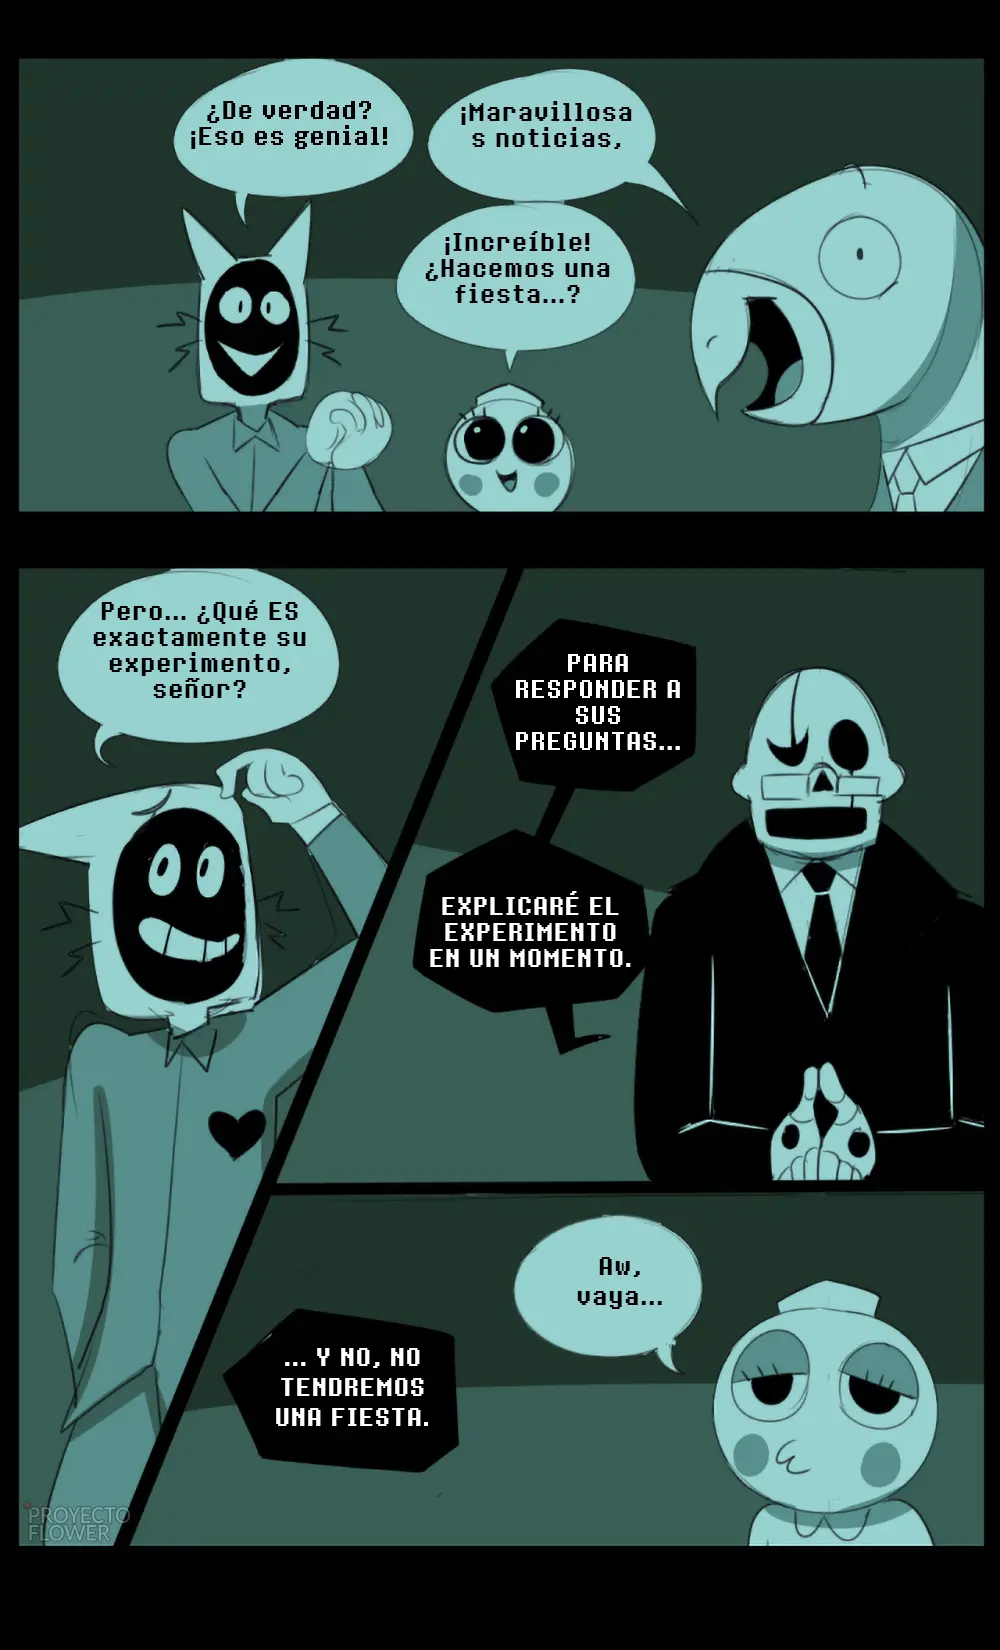 ¿De verdad?
¡Eso es genial!
¡Maravillosa
s noticias,
¡Increíble!
¿Hacemos una
fiesta...?
Pero... ¿Qué ES
exactamente su
experimento,
señor?
PARA
RESPONDER A
SUS
PREGUNTAS...
EXPLICARÉ EL
EXPERIMENTO
EN UN MOMENTO.
Aw,
vaya...
... Y NO, NO
TENDREMOS
UNA FIESTA.
PROYECTO
FLOWER